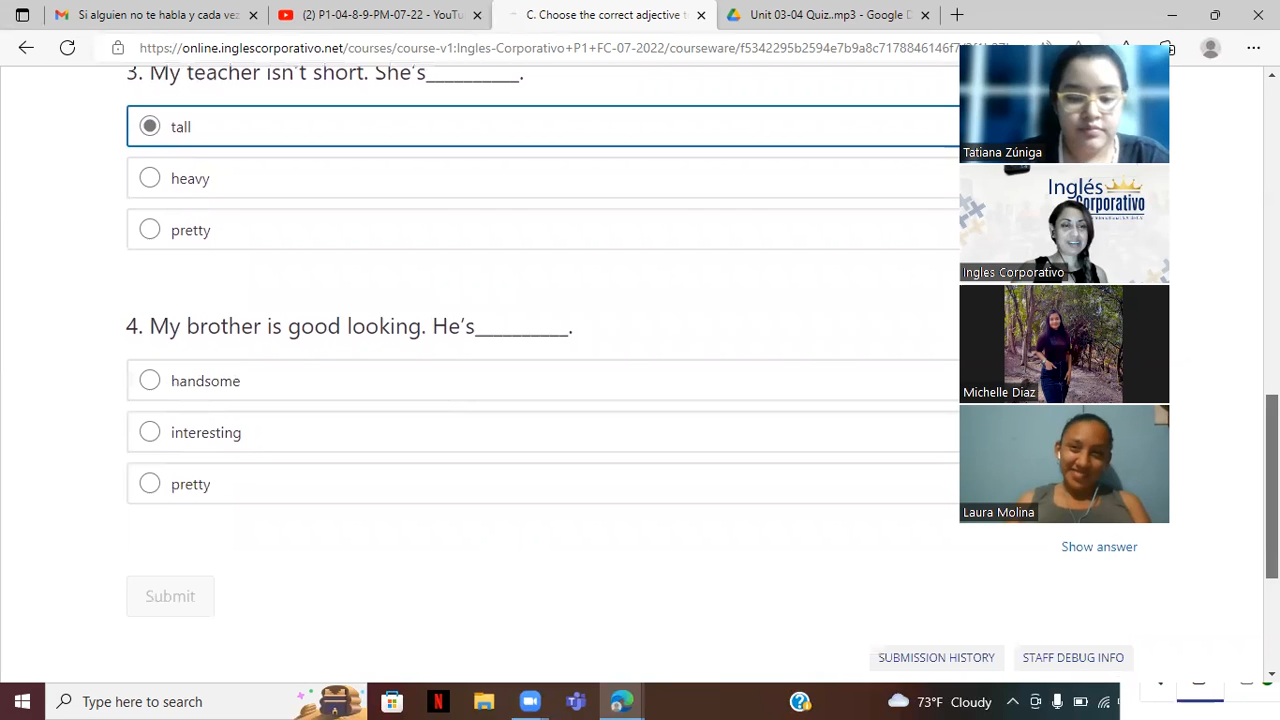 Si alguien no te habla y cada vez
(2) P1-04-8-9-PM-07-22 - YouTu
C. Choose the correct adjective t
Unit 03-04 Quiz..mp3 - Google D
https://online.inglescorporativo.net/courses/course-v1:Ingles-Corporativo+P1+FC-07-2022/courseware/f5342295b2594e7b9a8c7178846146f7
3. My teacher isn't short. She's__________.
tall
heavy
pretty
4. My brother is good looking. He's__________.
handsome
interesting
pretty
Tatiana Zúniga
Inglés
Corporativo
Ingles Corporativo
Michelle Diaz
Laura Molina
Show answer
Submit
SUBMISSION HISTORY
STAFF DEBUG INFO
Type here to search
73°F Cloudy